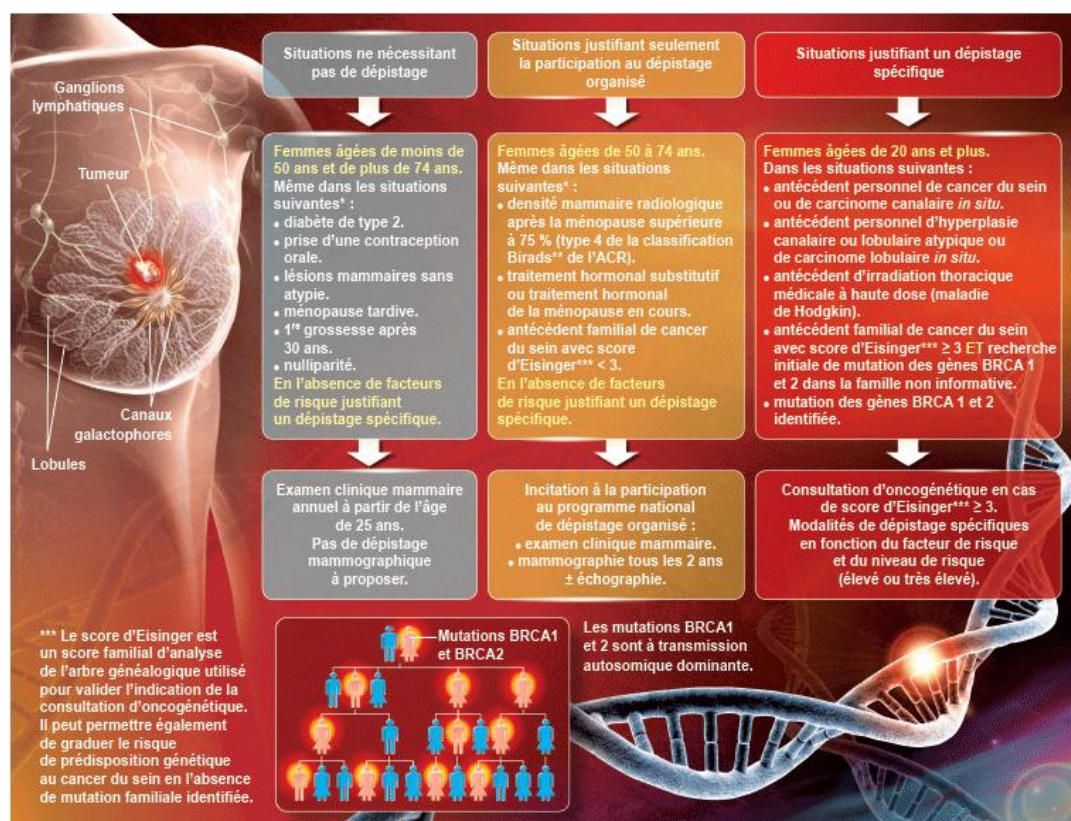 Ganglions
lymphatiques
Tumeur
Canaux
galactophores
Lobules
Situations ne nécessitant
pas de dépistage
Femmes âgées de moins de
50 ans et de plus de 74 ans.
Même dans les situations
suivantes* :
• diabète de type 2.
• prise d'une contraception
orale.
• lésions mammaires sans
atypie.
• ménopause tardive.
• 1re grossesse après
30 ans.
• nulliparité.
En l'absence de facteurs
de risque justifiant
un dépistage spécifique.
Examen clinique mammaire
annuel à partir de l'âge
de 25 ans.
Pas de dépistage
mammographique
à proposer.
Situations justifiant seulement
la participation au dépistage
organisé
Femmes âgées de 50 à 74 ans.
Même dans les situations
suivantes* :
• densité mammaire radiologique
après la ménopause supérieure
à 75 % (type 4 de la classification
Birads** de l'ACR).
• traitement hormonal substitutif
ou traitement hormonal
de la ménopause en cours.
• antécédent familial de cancer
du sein avec score
d'Eisinger*** < 3.
En l'absence de facteurs
de risque justifiant un dépistage
spécifique.
Incitation à la participation
au programme national
de dépistage organisé :
• examen clinique mammaire.
• mammographie tous les 2 ans
± échographie.
Situations justifiant un dépistage
spécifique
Femmes âgées de 20 ans et plus.
Dans les situations suivantes :
• antécédent personnel de cancer du sein
ou de carcinome canalaire in situ.
• antécédent personnel d'hyperplasie
canalaire ou lobulaire atypique ou
de carcinome lobulaire in situ.
• antécédent d'irradiation thoracique
médicale à haute dose (maladie
de Hodgkin).
• antécédent familial de cancer du sein
avec score d'Eisinger*** ≥ 3 ET recherche
initiale de mutation des gènes BRCA 1
et 2 dans la famille non informative.
• mutation des gènes BRCA 1 et 2
identifiée.
Consultation d'oncogénétique en cas
de score d'Eisinger*** ≥ 3.
Modalités de dépistage spécifiques
en fonction du facteur de risque
et du niveau de risque
(élevé ou très élevé).
*** Le score d'Eisinger est
un score familial d'analyse
de l'arbre généalogique utilisé
pour valider l'indication de la
consultation d'oncogénétique.
Il peut permettre également
de graduer le risque
de prédisposition génétique
au cancer du sein en l'absence
de mutation familiale identifiée.
Mutations BRCA1
et BRCA2
Les mutations BRCA1
et 2 sont à transmission
autosomique dominante.